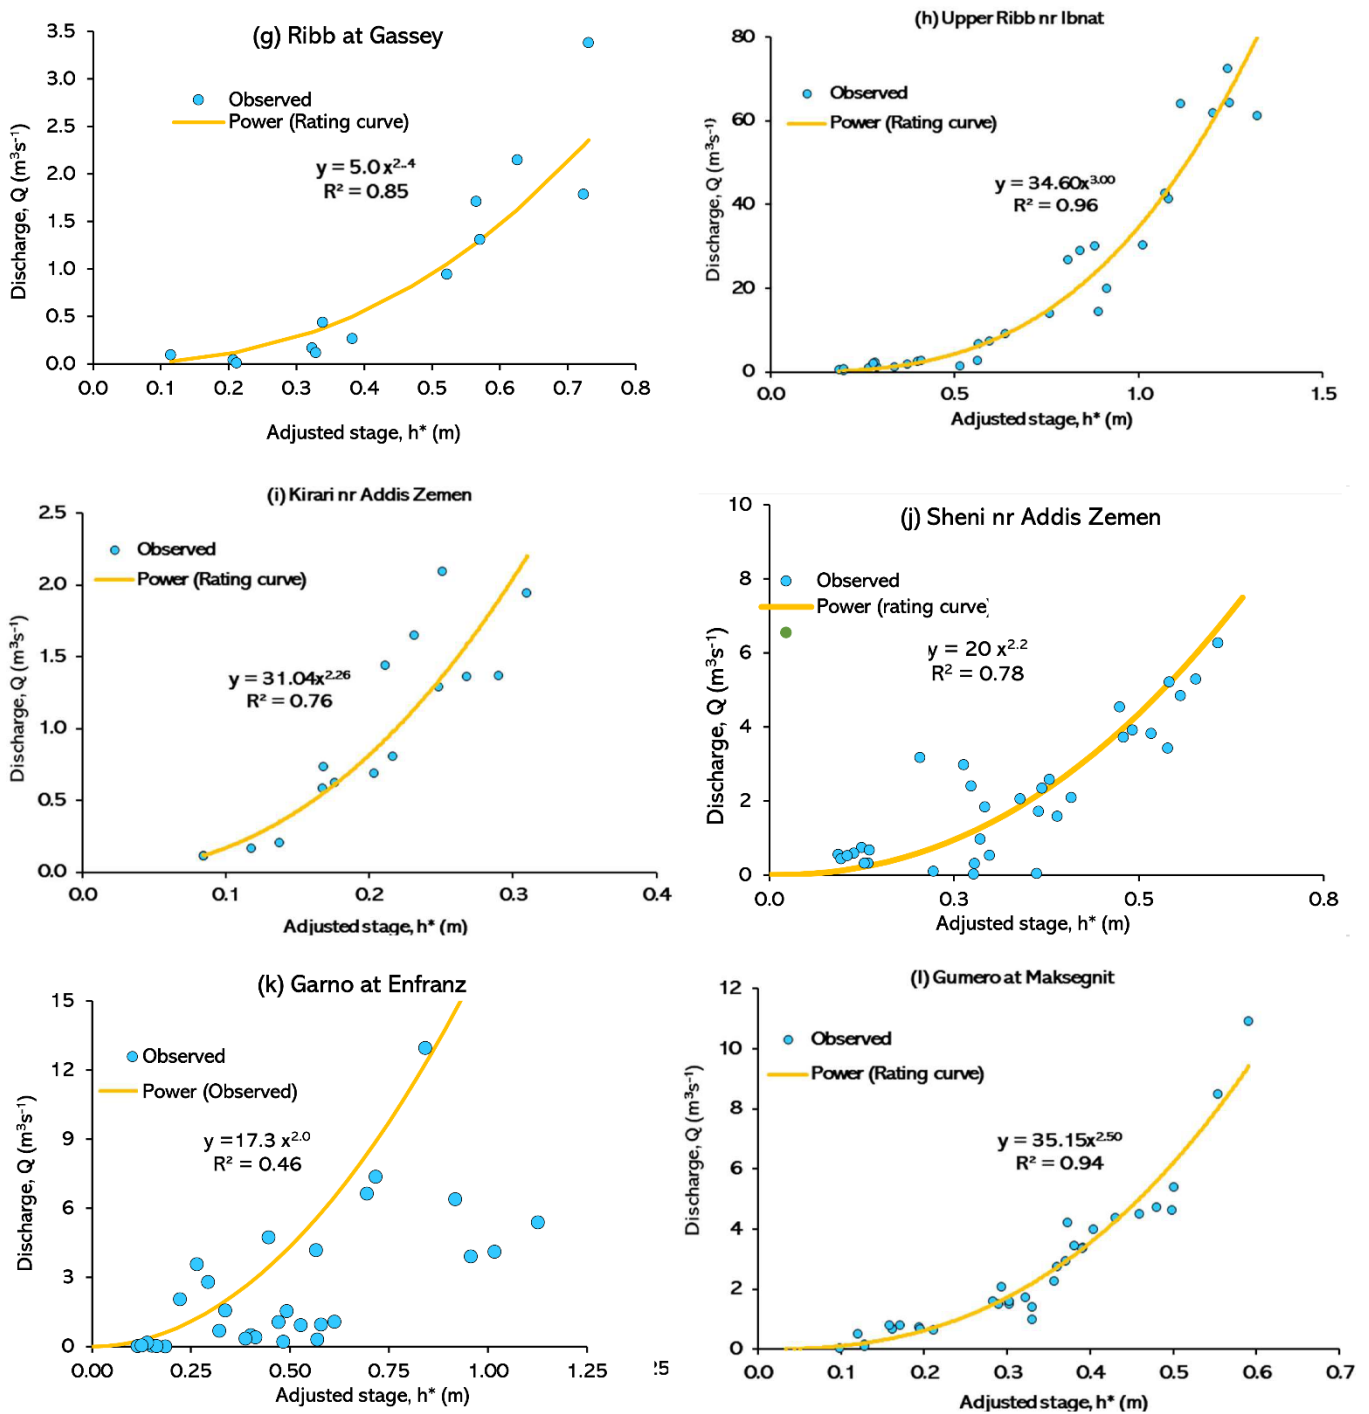 (g) Ribb at Gassey
3.5
3.0
2.5
2.0
1.5
1.0
0.5
0.0
Discharge, Q (m³s⁻¹)
Observed
Power (Rating curve)
y = 5.0x²·⁴
R² = 0.85
0.0 0.1 0.2 0.3 0.4 0.5 0.6 0.7 0.8
Adjusted stage, h* (m)
(h) Upper Ribb nr Ibnat
80
60
40
20
0
Discharge, Q (m³s⁻¹)
Observed
Power (Rating curve)
y = 34.60x³·⁰⁰
R² = 0.96
0.0 0.5 1.0 1.5
Adjusted stage, h* (m)
(i) Kirari nr Addis Zemen
2.5
2.0
1.5
1.0
0.5
0.0
Discharge, Q (m³s⁻¹)
Observed
Power (Rating curve)
y = 31.04x²·²⁶
R² = 0.76
0.0 0.1 0.2 0.3 0.4
Adjusted stage, h* (m)
(j) Sheni nr Addis Zemen
10
8
6
4
2
0
Discharge, Q (m³s⁻¹)
Observed
Power (rating curve)
y = 20 x²·²
R² = 0.78
0.0 0.3 0.5 0.8
Adjusted stage, h* (m)
(k) Garno at Enfranz
15
12
9
6
3
0
Discharge, Q (m³s⁻¹)
Observed
Power (Observed)
y = 17.3 x²·⁰
R² = 0.46
0.00 0.25 0.50 0.75 1.00 1.25
Adjusted stage, h* (m)
(l) Gumero at Maksegnit
12
10
8
6
4
2
0
Discharge, Q (m³s⁻¹)
Observed
Power (Rating curve)
y = 35.15x²·⁵⁰
R² = 0.94
0.0 0.1 0.2 0.3 0.4 0.5 0.6 0.7
Adjusted stage, h* (m)